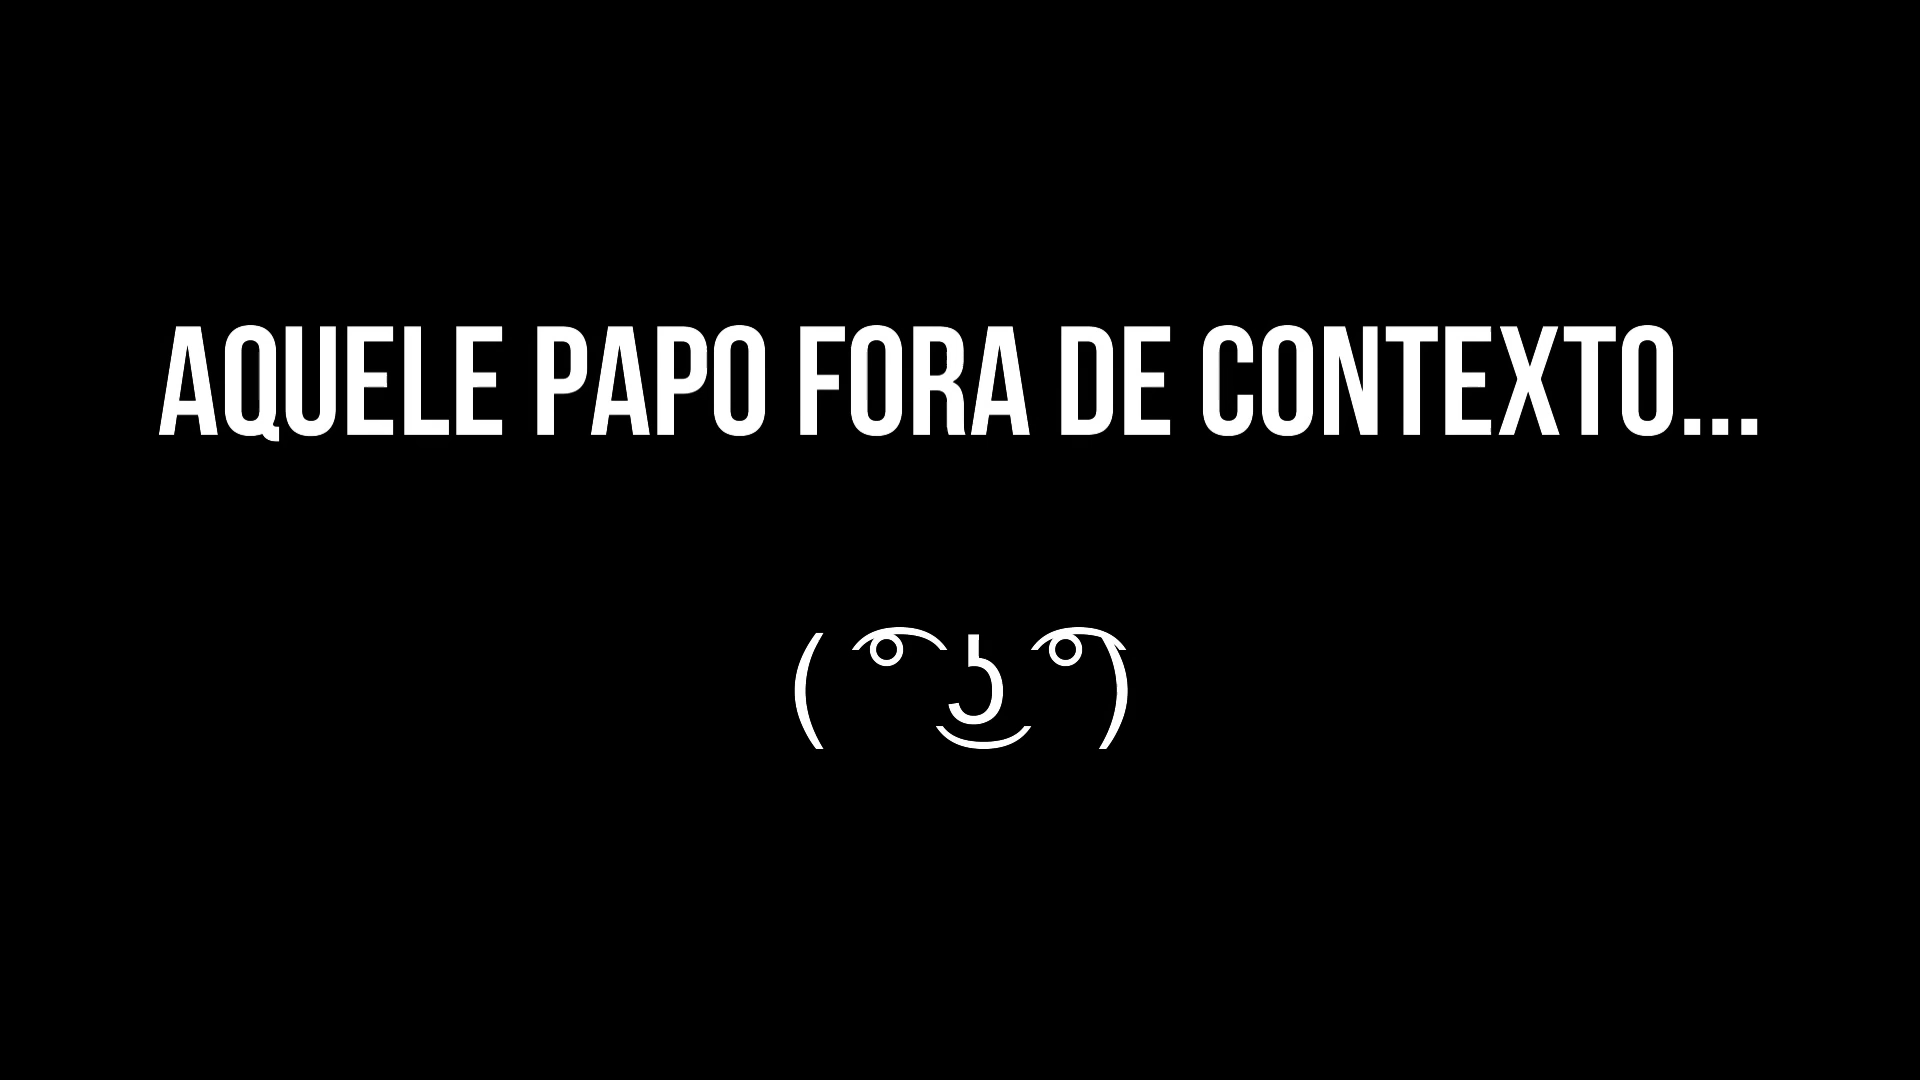 AQUELE PAPO FORA DE CONTEXTO...
( ͡° ͜ʖ ͡°)